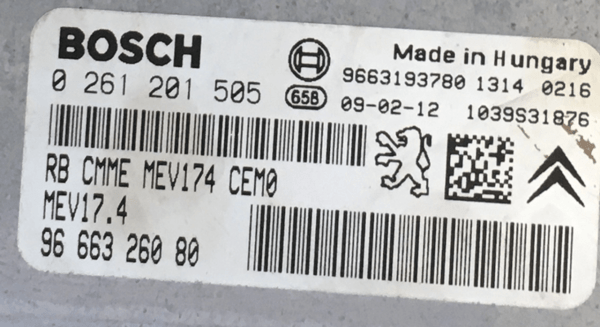 BOSCH
Made in Hungary
0 261 201 505
9663193780 1314 0216
658
09-02-12 1039S31876
RB CMME MEV174 CEM0
MEV17.4
96 663 260 80